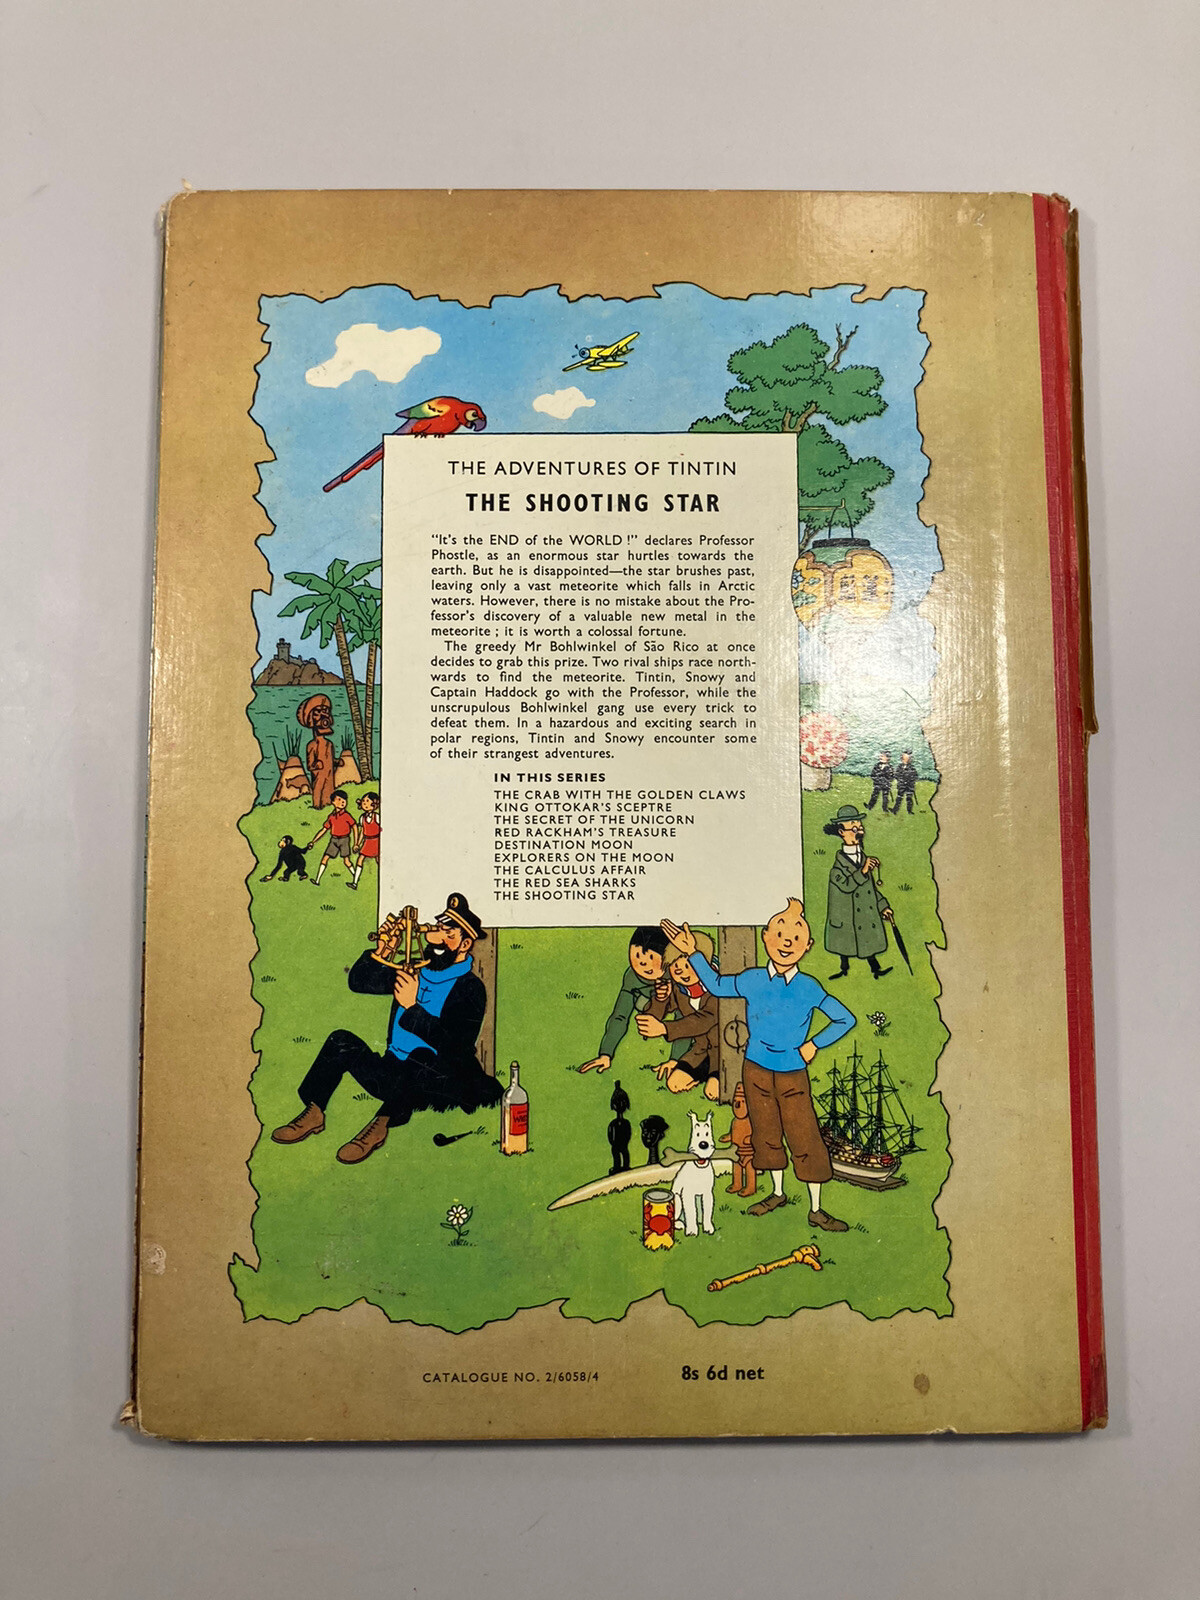 THE ADVENTURES OF TINTIN
THE SHOOTING STAR
"It's the END of the WORLD !" declares Professor
Phostle, as an enormous star hurtles towards the
earth. But he is disappointed—the star brushes past,
leaving only a vast meteorite which falls in Arctic
waters. However, there is no mistake about the Pro-
fessor's discovery of a valuable new metal in the
meteorite ; it is worth a colossal fortune.
The greedy Mr Bohlwinkel of São Rico at once
decides to grab this prize. Two rival ships race north-
wards to find the meteorite. Tintin, Snowy and
Captain Haddock go with the Professor, while the
unscrupulous Bohlwinkel gang use every trick to
defeat them. In a hazardous and exciting search in
polar regions, Tintin and Snowy encounter some
of their strangest adventures.
IN THIS SERIES
THE CRAB WITH THE GOLDEN CLAWS
KING OTTOKAR'S SCEPTRE
THE SECRET OF THE UNICORN
RED RACKHAM'S TREASURE
DESTINATION MOON
EXPLORERS ON THE MOON
THE CALCULUS AFFAIR
THE RED SEA SHARKS
THE SHOOTING STAR
CATALOGUE NO. 2/6058/4
8s 6d net